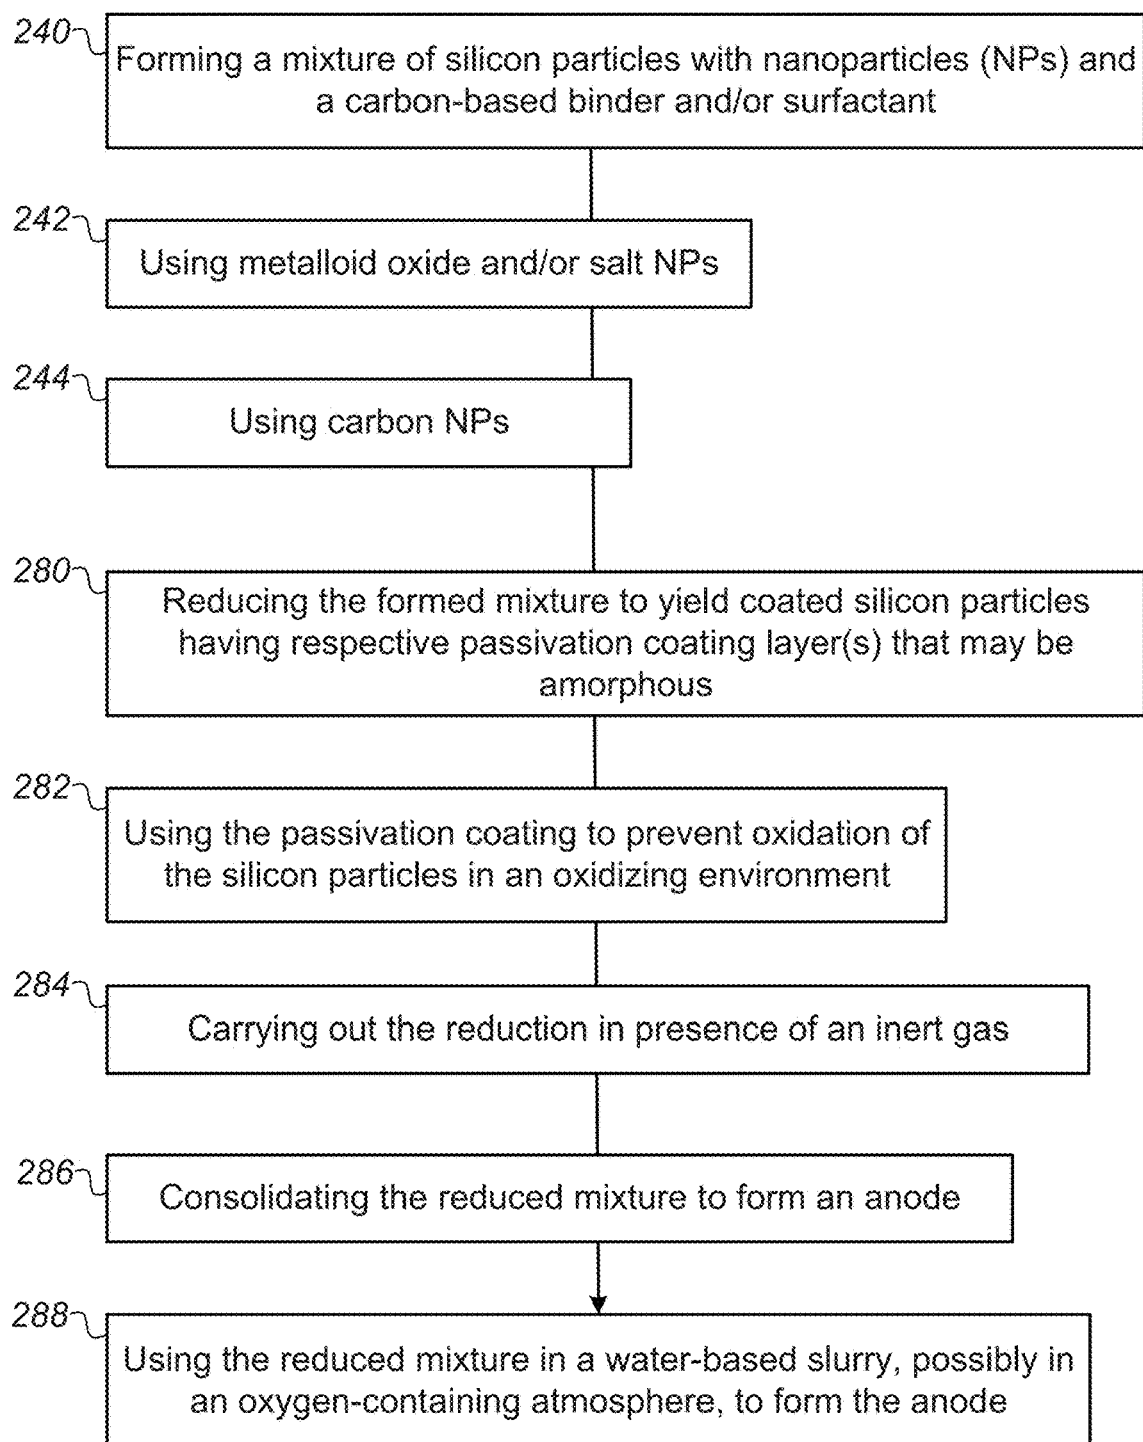 240
Forming a mixture of silicon particles with nanoparticles (NPs) and
a carbon-based binder and/or surfactant
242
Using metalloid oxide and/or salt NPs
244
Using carbon NPs
280
Reducing the formed mixture to yield coated silicon particles
having respective passivation coating layer(s) that may be
amorphous
282
Using the passivation coating to prevent oxidation of
the silicon particles in an oxidizing environment
284
Carrying out the reduction in presence of an inert gas
286
Consolidating the reduced mixture to form an anode
288
Using the reduced mixture in a water-based slurry, possibly in
an oxygen-containing atmosphere, to form the anode